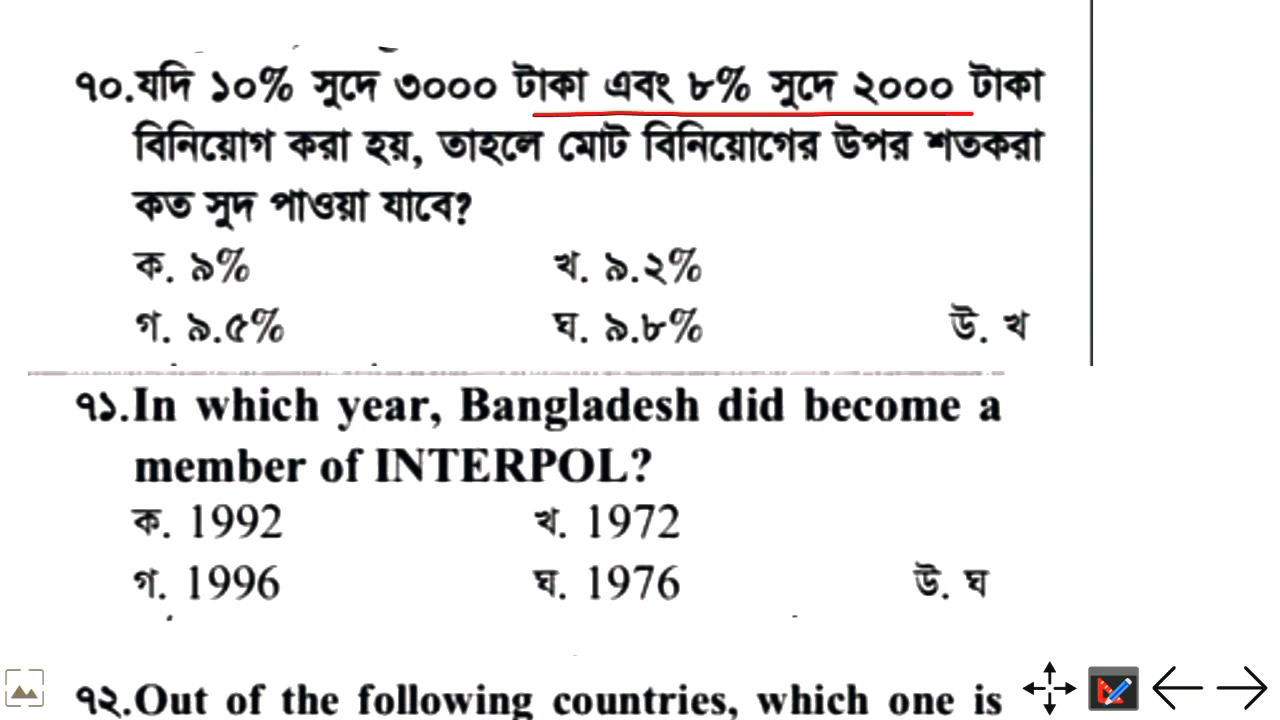 ৭০.যদি ১০% সুদে ৩০০০ টাকা এবং ৮% সুদে ২০০০ টাকা
বিনিয়োগ করা হয়, তাহলে মোট বিনিয়োগের উপর শতকরা
কত সুদ পাওয়া যাবে?
ক. ৯% খ. ৯.২%
গ. ৯.৫% ঘ. ৯.৮% উ. খ
৭১.In which year, Bangladesh did become a
member of INTERPOL?
ক. 1992 খ. 1972
গ. 1996 ঘ. 1976 উ. ঘ
৭২.Out of the following countries, which one is